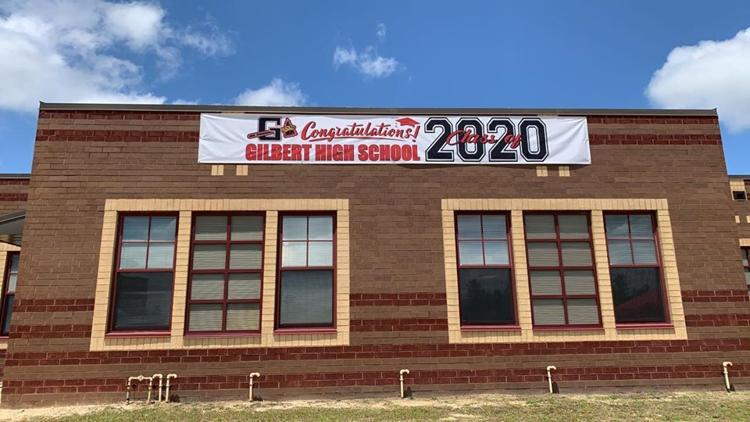 G Congratulations!
GILBERT HIGH SCHOOL
Class of
2020